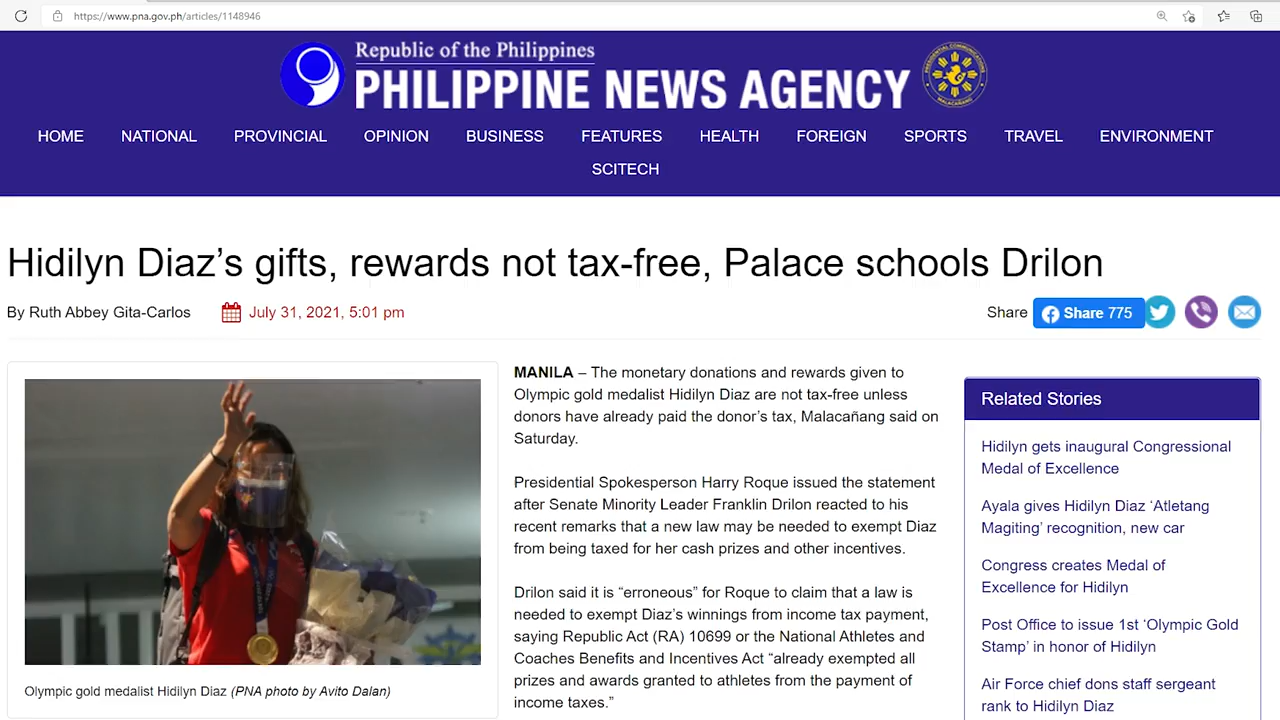 https://www.pna.gov.ph/articles/1148946
Republic of the Philippines
PHILIPPINE NEWS AGENCY
HOME NATIONAL PROVINCIAL OPINION BUSINESS FEATURES HEALTH FOREIGN SPORTS TRAVEL ENVIRONMENT
SCITECH
Hidilyn Diaz’s gifts, rewards not tax-free, Palace schools Drilon
By Ruth Abbey Gita-Carlos July 31, 2021, 5:01 pm
Share Share 775
Olympic gold medalist Hidilyn Diaz (PNA photo by Avito Dalan)
MANILA – The monetary donations and rewards given to
Olympic gold medalist Hidilyn Diaz are not tax-free unless
donors have already paid the donor’s tax, Malacañang said on
Saturday.
Presidential Spokesperson Harry Roque issued the statement
after Senate Minority Leader Franklin Drilon reacted to his
recent remarks that a new law may be needed to exempt Diaz
from being taxed for her cash prizes and other incentives.
Drilon said it is “erroneous” for Roque to claim that a law is
needed to exempt Diaz’s winnings from income tax payment,
saying Republic Act (RA) 10699 or the National Athletes and
Coaches Benefits and Incentives Act “already exempted all
prizes and awards granted to athletes from the payment of
income taxes.”
Related Stories
Hidilyn gets inaugural Congressional
Medal of Excellence
Ayala gives Hidilyn Diaz ‘Atletang
Magiting’ recognition, new car
Congress creates Medal of
Excellence for Hidilyn
Post Office to issue 1st ‘Olympic Gold
Stamp’ in honor of Hidilyn
Air Force chief dons staff sergeant
rank to Hidilyn Diaz